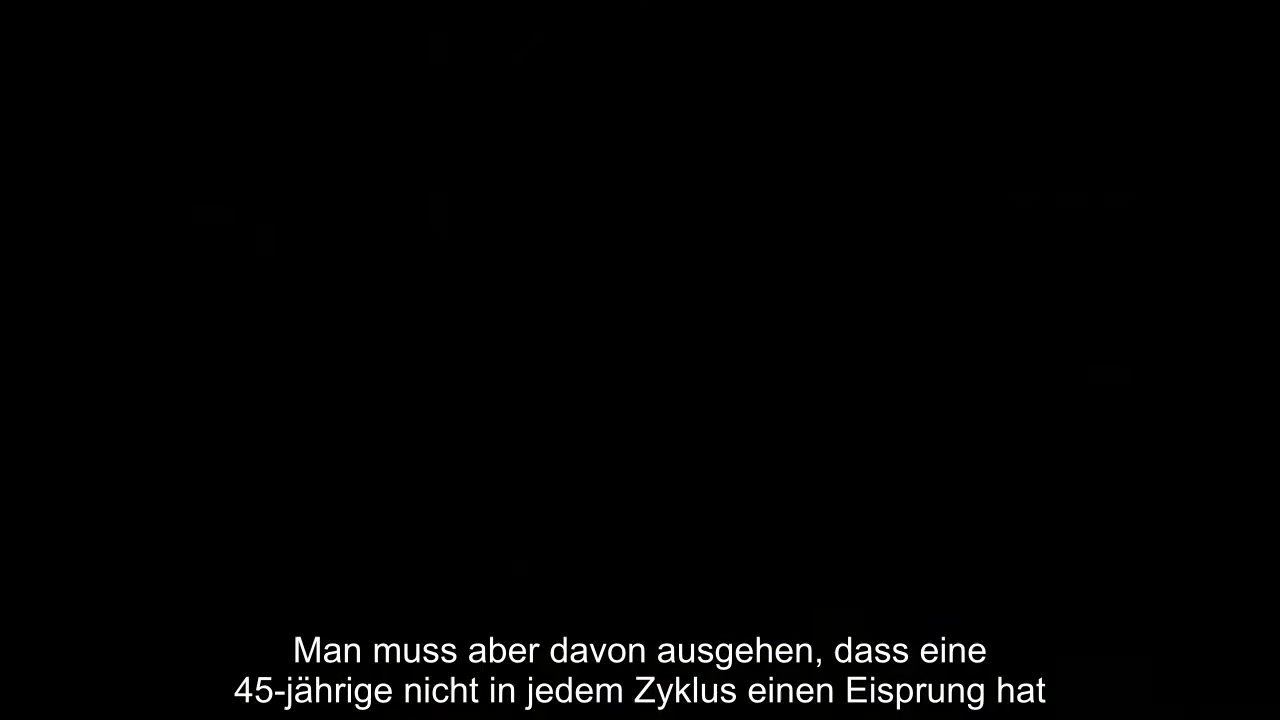 Man muss aber davon ausgehen, dass eine
45-jährige nicht in jedem Zyklus einen Eisprung hat